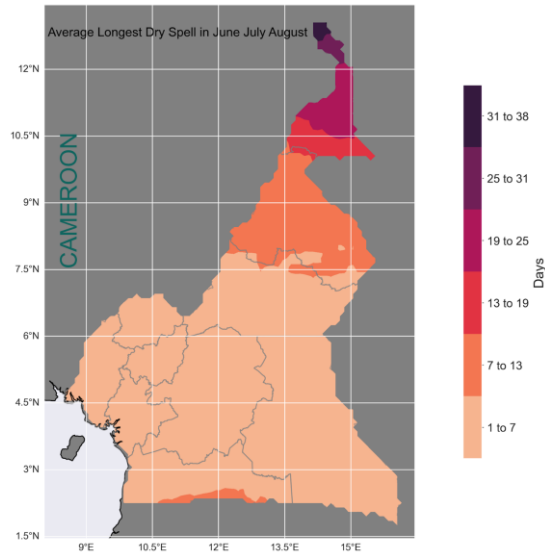 Average Longest Dry Spell in June July August
CAMEROON
12°N
10.5°N
9°N
7.5°N
6°N
4.5°N
3°N
1.5°N
9°E
10.5°E
12°E
13.5°E
15°E
31 to 38
25 to 31
19 to 25
13 to 19
7 to 13
1 to 7
Days